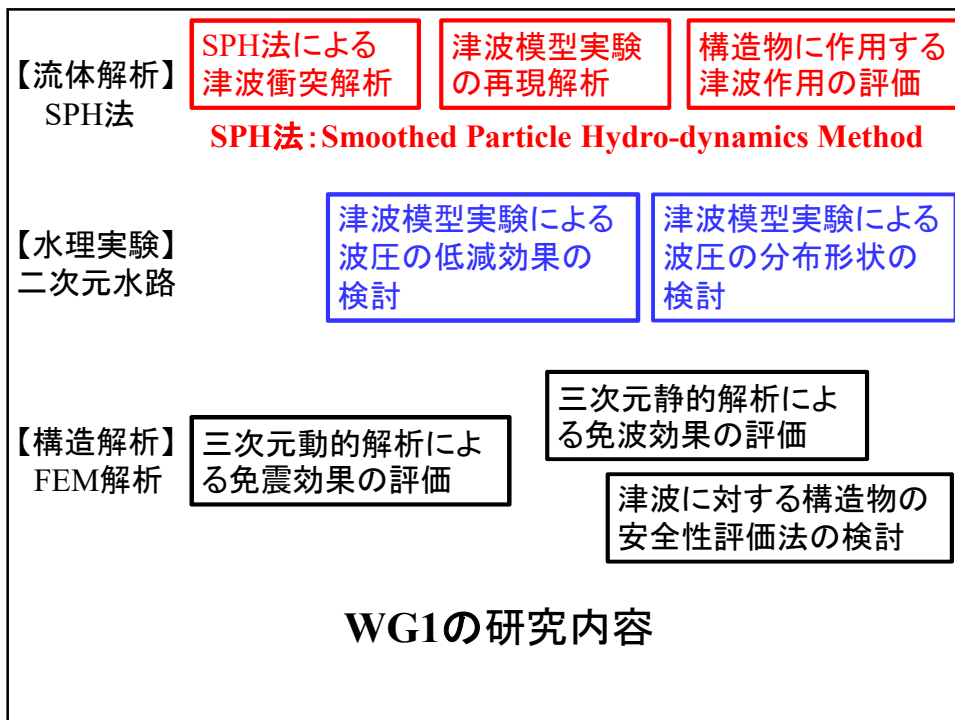 【流体解析】
SPH法
SPH法による
津波衝突解析
津波模型実験
の再現解析
構造物に作用する
津波作用の評価
SPH法：Smoothed Particle Hydro-dynamics Method
【水理実験】
二次元水路
津波模型実験による
波圧の低減効果の
検討
津波模型実験による
波圧の分布形状の
検討
【構造解析】
FEM解析
三次元動的解析によ
る免震効果の評価
三次元静的解析によ
る免波効果の評価
津波に対する構造物の
安全性評価法の検討
WG1の研究内容